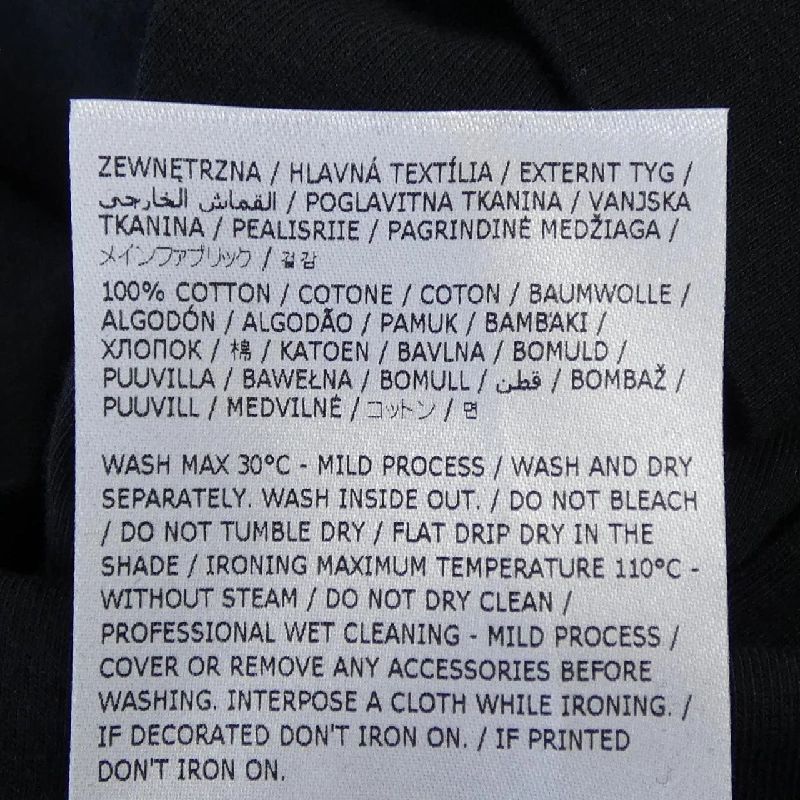 ZEWNĘTRZNA / HLAVNÁ TEXTÍLIA / EXTERNT TYG /
القماش الخارجي / POGLAVITNA TKANINA / VANJSKA
TKANINA / PEALISRIIE / PAGRINDINĖ MEDŽIAGA /
メインファブリック / 겉감
100% COTTON / COTONE / COTON / BAUMWOLLE /
ALGODÓN / ALGODÃO / PAMUK / BAMBAKI /
ХЛОПОК / 棉 / KATOEN / BAVLNA / BOMULD /
PUUVILLA / BAWEŁNA / BOMULL / قطن / BOMBAŽ /
PUUVILL / MEDVILNĖ / コットン / 면
WASH MAX 30°C - MILD PROCESS / WASH AND DRY
SEPARATELY. WASH INSIDE OUT. / DO NOT BLEACH
/ DO NOT TUMBLE DRY / FLAT DRIP DRY IN THE
SHADE / IRONING MAXIMUM TEMPERATURE 110°C -
WITHOUT STEAM / DO NOT DRY CLEAN /
PROFESSIONAL WET CLEANING - MILD PROCESS /
COVER OR REMOVE ANY ACCESSORIES BEFORE
WASHING. INTERPOSE A CLOTH WHILE IRONING. /
IF DECORATED DON'T IRON ON. / IF PRINTED
DON'T IRON ON.